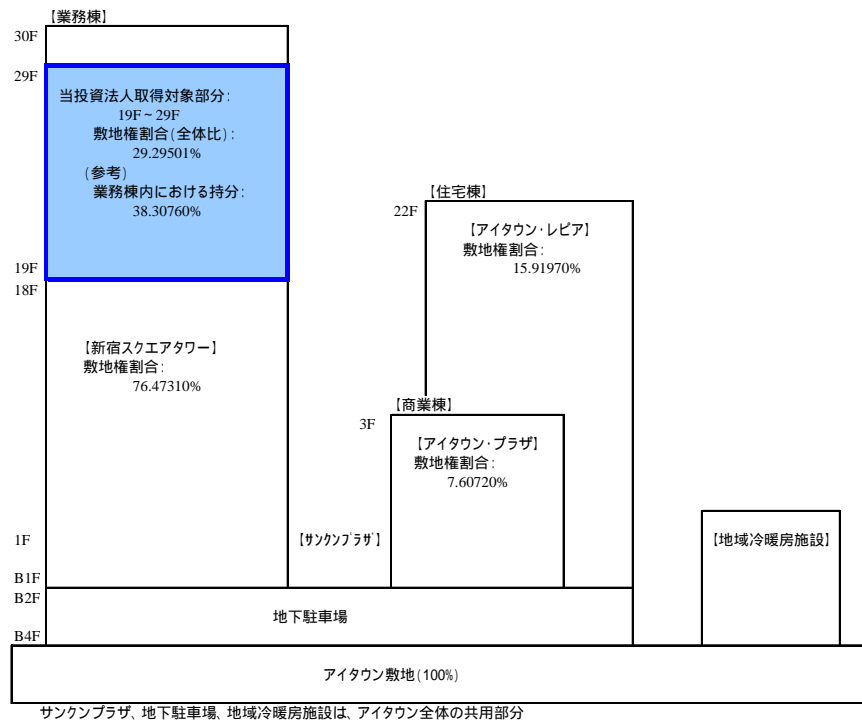 【業務棟】
30F
29F
当投資法人取得対象部分:
19F~29F
敷地権割合(全体比):
29.29501%
(参考)
業務棟内における持分:
38.30760%
19F
18F
【新宿スクエアタワー】
敷地権割合:
76.47310%
【住宅棟】
22F
【アイタウン・レピア】
敷地権割合:
15.91970%
【商業棟】
3F
【アイタウン・プラザ】
敷地権割合:
7.60720%
1F
【サンクンプラザ】
【地域冷暖房施設】
B1F
B2F
地下駐車場
B4F
アイタウン敷地(100%)
サンクンプラザ、地下駐車場、地域冷暖房施設は、アイタウン全体の共用部分